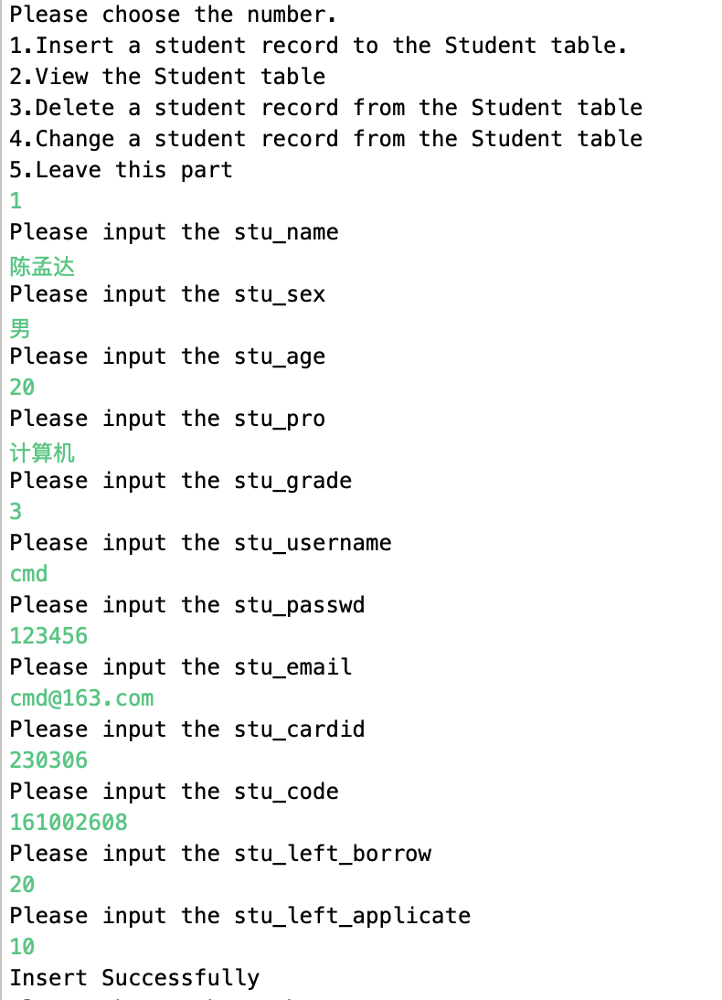 Please choose the number.
1.Insert a student record to the Student table.
2.View the Student table
3.Delete a student record from the Student table
4.Change a student record from the Student table
5.Leave this part
1
Please input the stu_name
陈孟达
Please input the stu_sex
男
Please input the stu_age
20
Please input the stu_pro
计算机
Please input the stu_grade
3
Please input the stu_username
cmd
Please input the stu_passwd
123456
Please input the stu_email
cmd@163.com
Please input the stu_cardid
230306
Please input the stu_code
161002608
Please input the stu_left_borrow
20
Please input the stu_left_applicate
10
Insert Successfully